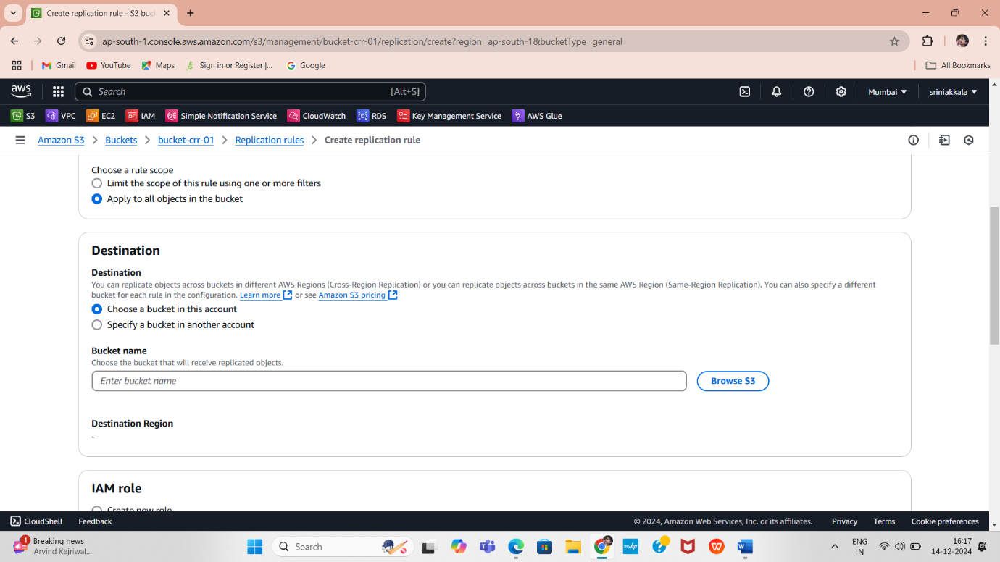 Create replication rule - S3 buc
ap-south-1.console.aws.amazon.com/s3/management/bucket-crr-01/replication/create?region=ap-south-1&bucketType=general
Gmail YouTube Maps Sign in or Register |... Google All Bookmarks
aws Search [Alt+S] Mumbai sriniakkala
S3 VPC EC2 IAM Simple Notification Service CloudWatch RDS Key Management Service AWS Glue
Amazon S3 Buckets bucket-crr-01 Replication rules Create replication rule
Choose a rule scope
Limit the scope of this rule using one or more filters
Apply to all objects in the bucket
Destination
Destination
You can replicate objects across buckets in different AWS Regions (Cross-Region Replication) or you can replicate objects across buckets in the same AWS Region (Same-Region Replication). You can also specify a different
bucket for each rule in the configuration. Learn more or see Amazon S3 pricing
Choose a bucket in this account
Specify a bucket in another account
Bucket name
Choose the bucket that will receive replicated objects.
Enter bucket name Browse S3
Destination Region
-
IAM role
Create new role
CloudShell Feedback © 2024, Amazon Web Services, Inc. or its affiliates. Privacy Terms Cookie preferences
1 Breaking news
Arvind Kejriwal...
Search
myhp
ENG
IN
16:17
14-12-2024